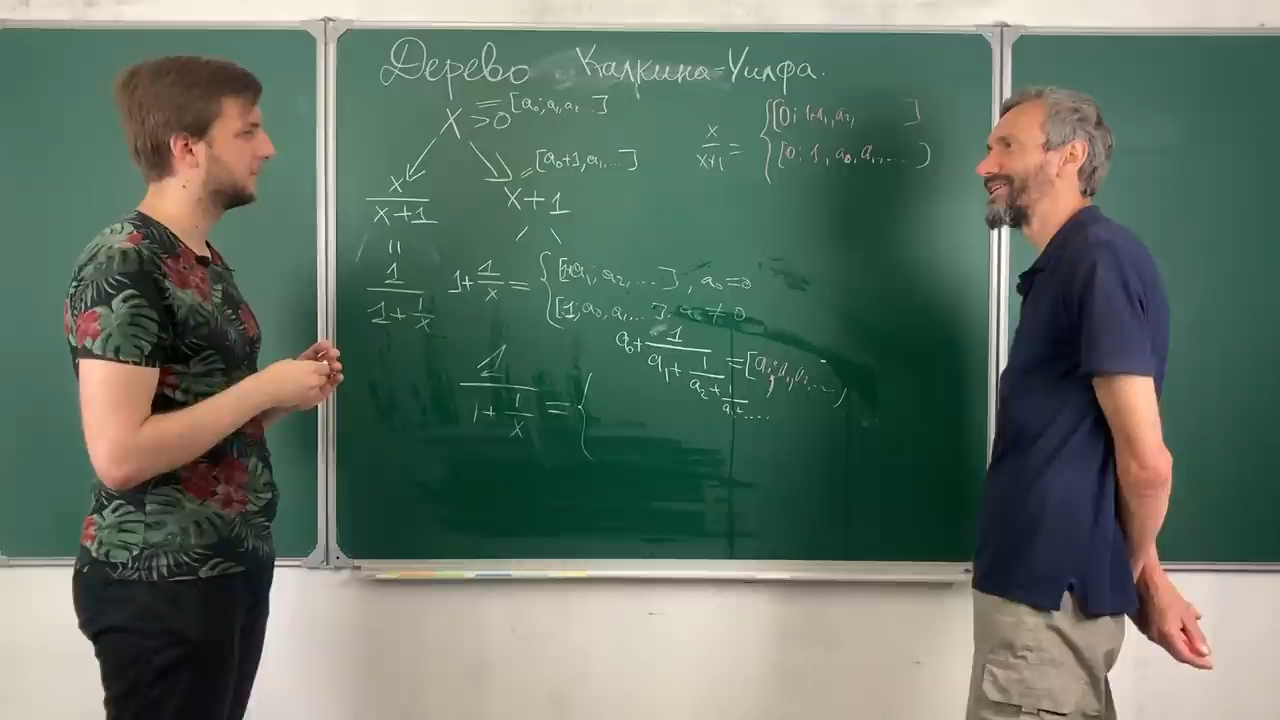 Дерево Калкина-Уилфа.
X > 0 = [a₀; a₁, a₂ ]
x/(x+1) = { [0; 1+a₁, a₂, ]
[0; 1, a₀, a₁, ... )
= [a₀+1, a₁, ...]
x/(x+1)
x+1
=
1/(1+1/x)
1+1/x = { [1+a₁; a₂, ...], a₀=0
[1; a₀, a₁, ... ], a₀ ≠ 0
a₀+1/(a₁+1/(a₂+1/(a₃+.... = [a₀; a₁, a₂, ..., )
1/(1+1/x) = {